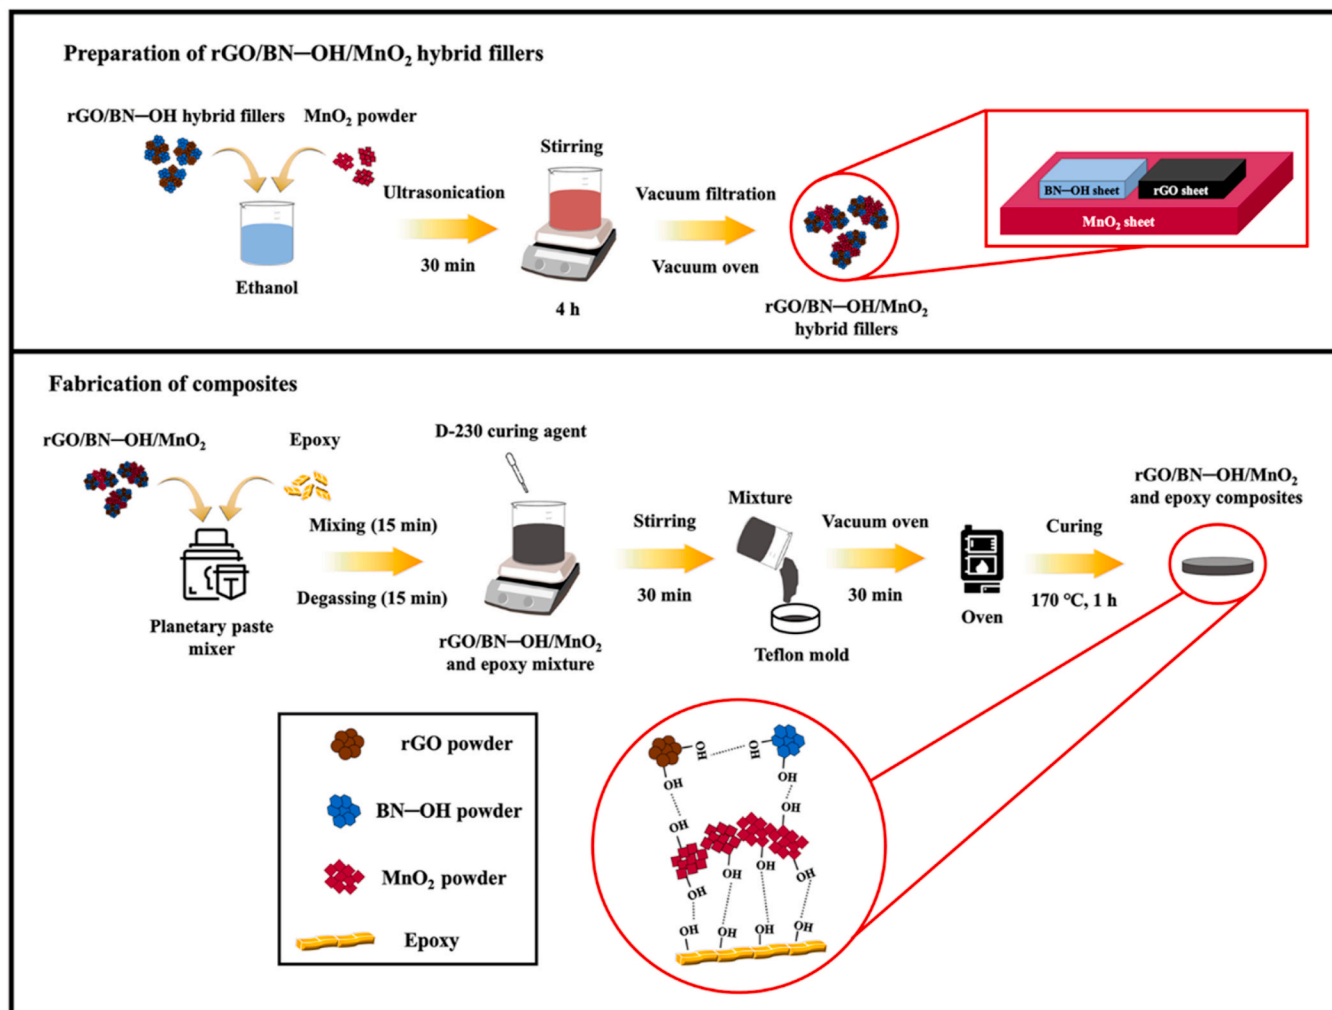 Preparation of rGO/BN—OH/MnO₂ hybrid fillers
rGO/BN—OH hybrid fillers
MnO₂ powder
Ethanol
Ultrasonication
30 min
Stirring
4 h
Vacuum filtration
Vacuum oven
rGO/BN—OH/MnO₂
hybrid fillers
BN—OH sheet
rGO sheet
MnO₂ sheet
Fabrication of composites
rGO/BN—OH/MnO₂
Epoxy
Planetary paste
mixer
Mixing (15 min)
Degassing (15 min)
D-230 curing agent
rGO/BN—OH/MnO₂
and epoxy mixture
Stirring
30 min
Mixture
Teflon mold
Vacuum oven
30 min
Oven
Curing
170 °C, 1 h
rGO/BN—OH/MnO₂
and epoxy composites
rGO powder
BN—OH powder
MnO₂ powder
Epoxy
OH
OH
OH
OH
OH
OH
OH
OH
OH
OH
OH
OH
OH
OH